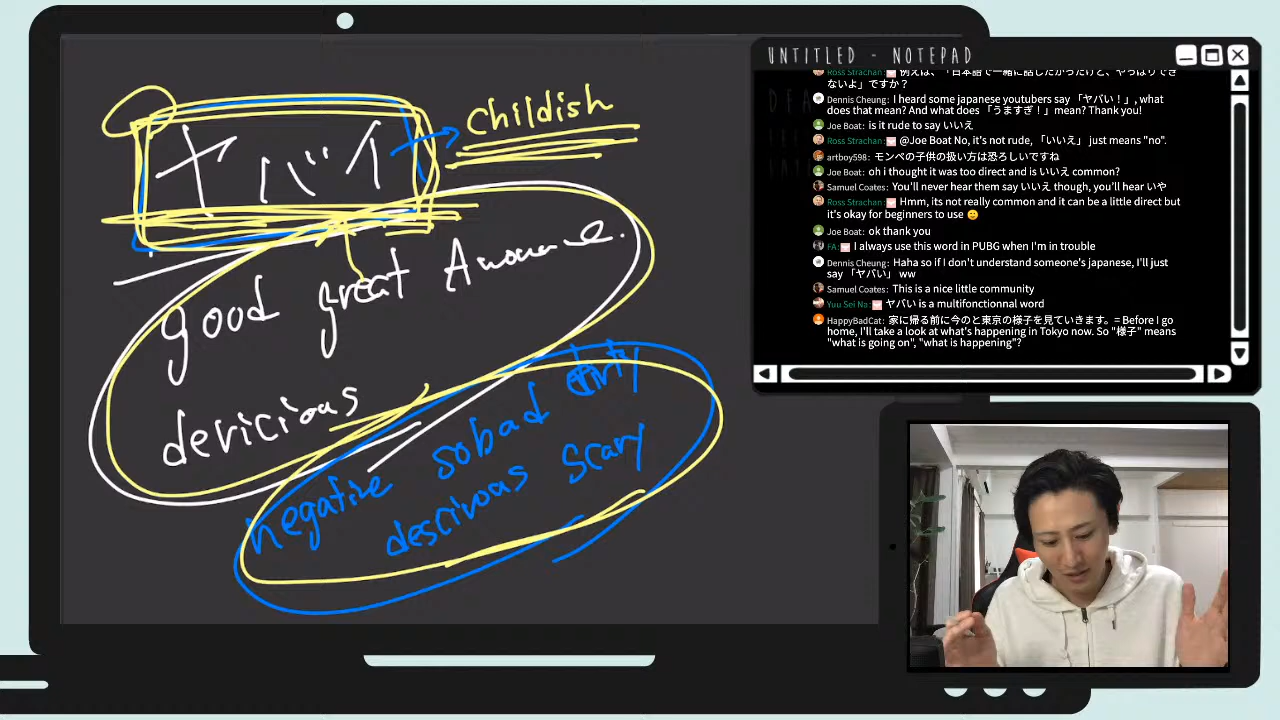 ヤバイ
childish
good great Awesome.
dericious
negative so bad dirty
descirous scary
UNTITLED - NOTEPAD
Ross Strachan: 例えば、「日本語で一緒に話したかったけど、やっぱりでき
ないよ」ですか？
Dennis Cheung: I heard some japanese youtubers say 「ヤバい！」, what
does that mean? And what does 「うますぎ！」mean? Thank you!
Joe Boat: is it rude to say いいえ
Ross Strachan: @Joe Boat No, it's not rude, 「いいえ」 just means "no".
artboy598: モンペの子供の扱い方は恐ろしいですね
Joe Boat: oh i thought it was too direct and is いいえ common?
Samuel Coates: You'll never hear them say いいえ though, you'll hear いや
Ross Strachan: Hmm, its not really common and it can be a little direct but
it's okay for beginners to use 🙂
Joe Boat: ok thank you
FA: I always use this word in PUBG when I'm in trouble
Dennis Cheung: Haha so if I don't understand someone's japanese, I'll just
say 「ヤバい」 ww
Samuel Coates: This is a nice little community
Yuu Sei Na: ヤバい is a multifonctionnal word
HappyBadCat: 家に帰る前に今のと東京の様子を見ていきます。= Before I go
home, I'll take a look at what's happening in Tokyo now. So "様子" means
"what is going on", "what is happening"?